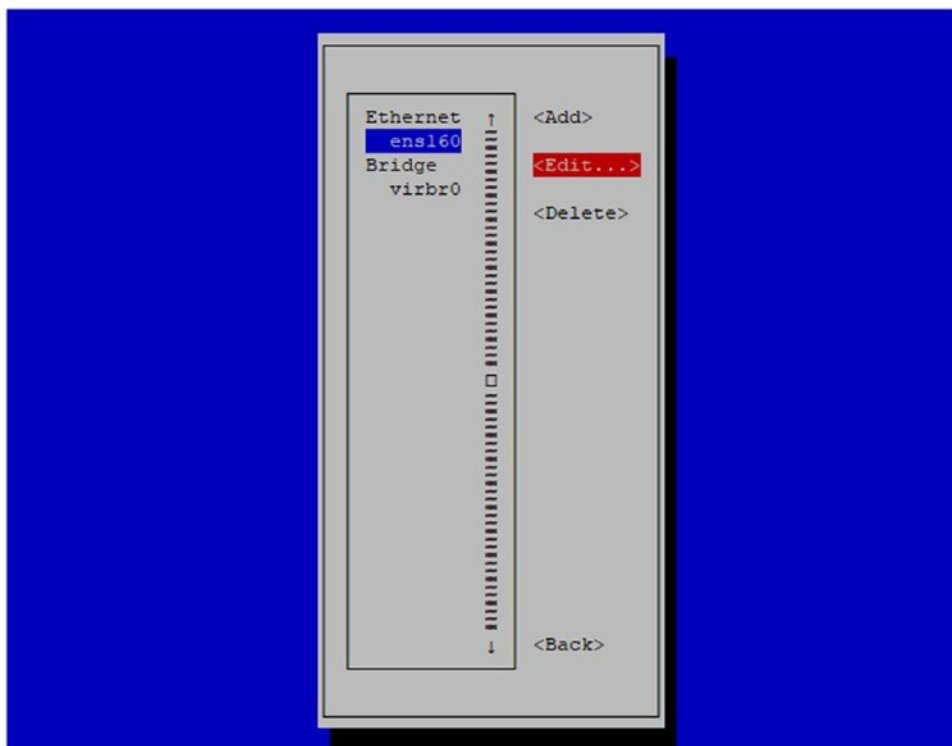 Ethernet
ens160
Bridge
virbr0
<Add>
<Edit...>
<Delete>
<Back>